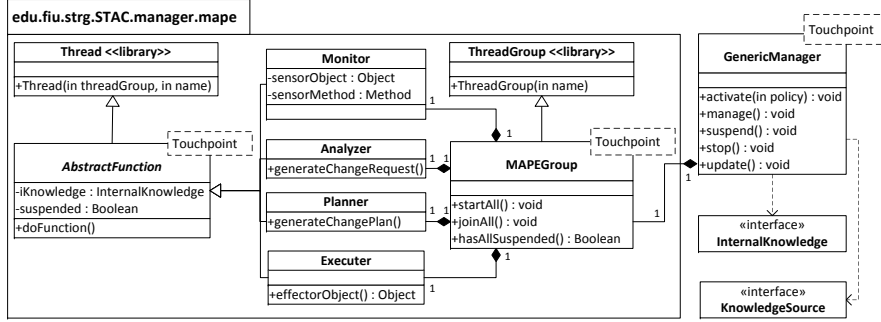 edu.fiu.strg.STAC.manager.mape
Thread <<library>>
+Thread(in threadGroup, in name)
Touchpoint
AbstractFunction
-iKnowledge : InternalKnowledge
-suspended : Boolean
+doFunction()
Monitor
-sensorObject : Object
-sensorMethod : Method
1
Analyzer
+generateChangeRequest()
1 1
Planner
+generateChangePlan()
1 1
Executer
+effectorObject() : Object
1
ThreadGroup <<library>>
+ThreadGroup(in name)
1
Touchpoint
MAPEGroup
+startAll() : void
+joinAll() : void
+hasAllSuspended() : Boolean
1
1
1
Touchpoint
GenericManager
+activate(in policy) : void
+manage() : void
+suspend() : void
+stop() : void
+update() : void
«interface»
InternalKnowledge
«interface»
KnowledgeSource